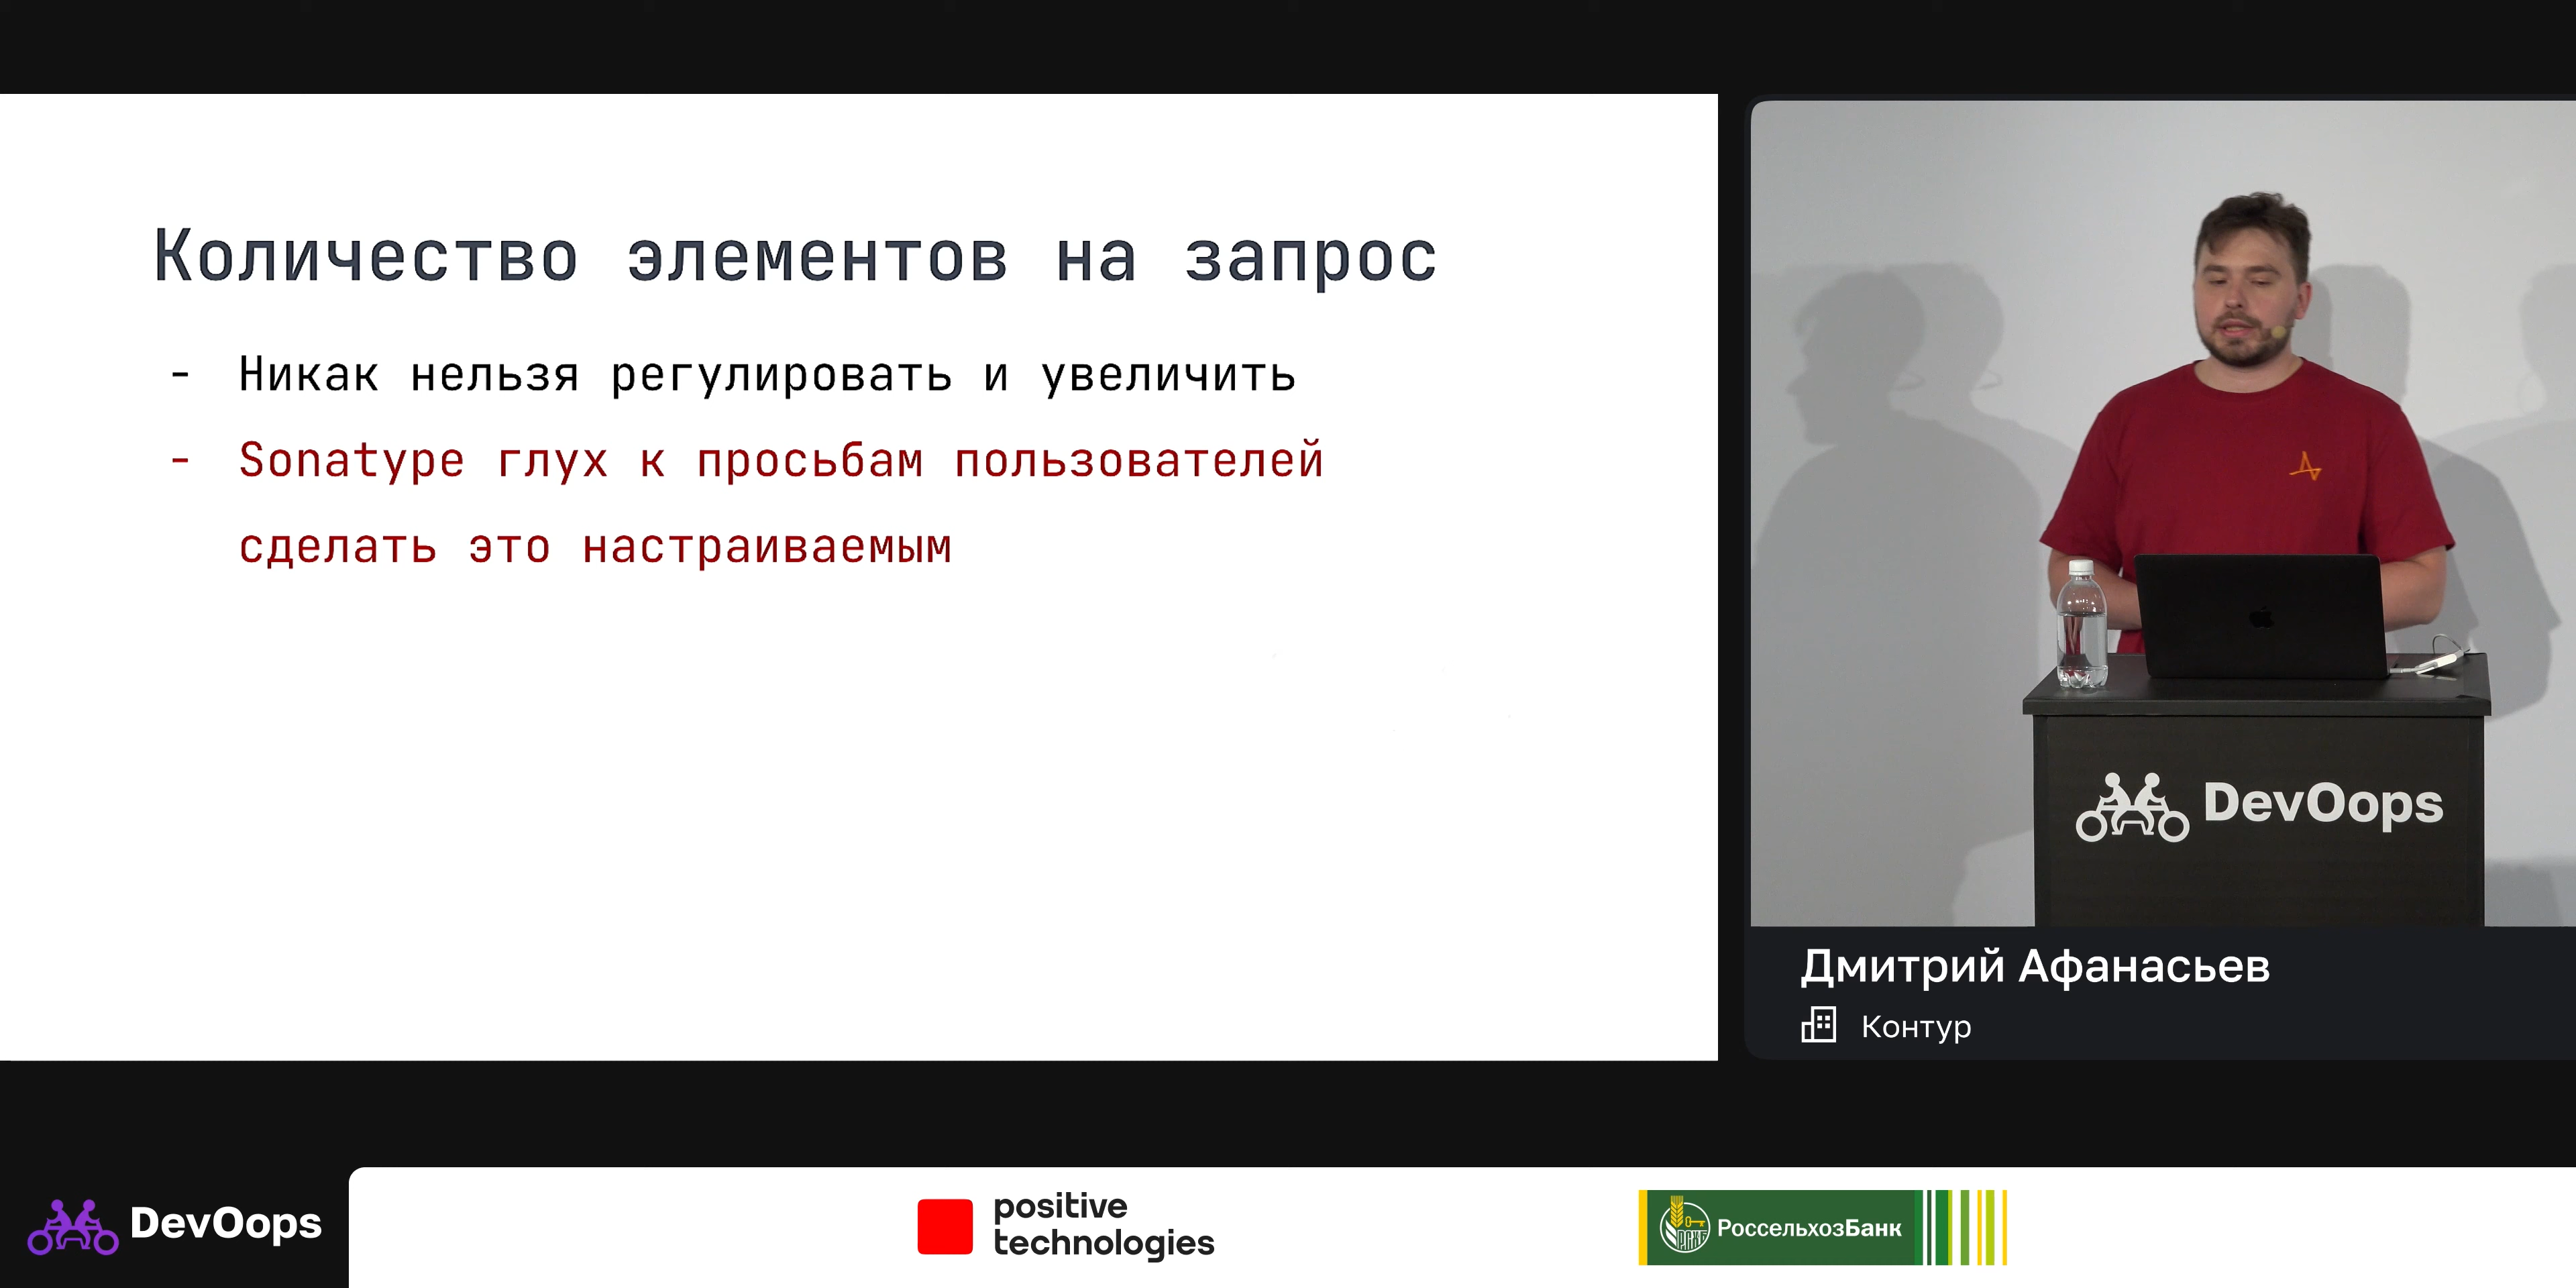 Количество элементов на запрос
- Никак нельзя регулировать и увеличить
- Sonatype глух к просьбам пользователей
сделать это настраиваемым
DevOops
Дмитрий Афанасьев
Контур
DevOops
positive
technologies
РСХБ
РоссельхозБанк